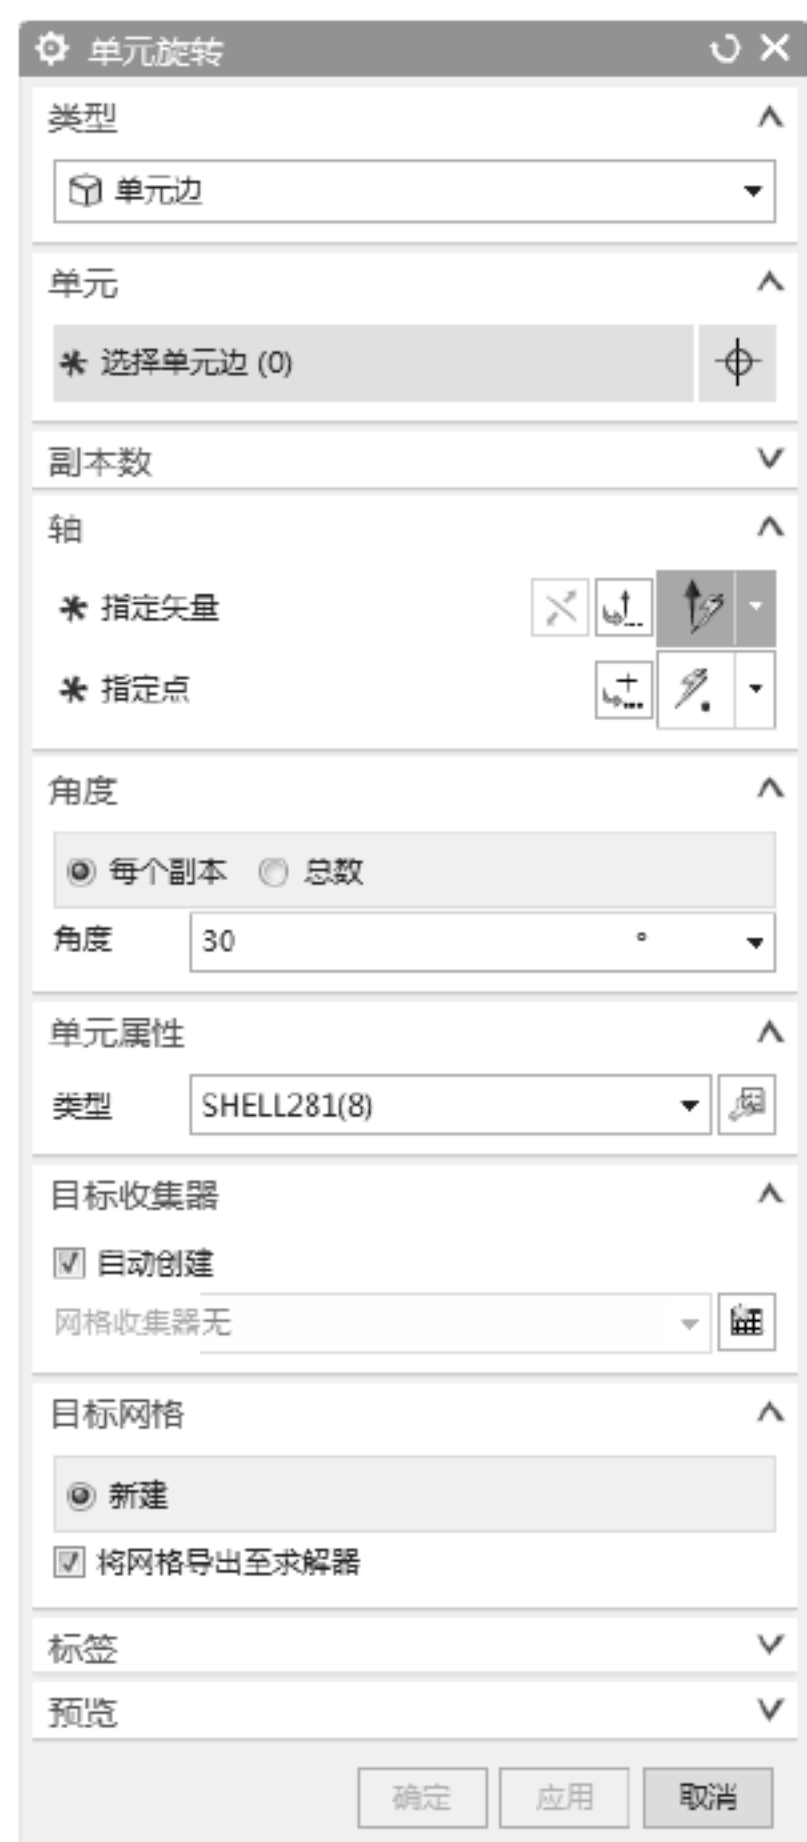 单元旋转
类型
单元边
单元
选择单元边 (0)
副本数
轴
指定矢量
指定点
角度
每个副本 总数
角度 30 °
单元属性
类型 SHELL281(8)
目标收集器
自动创建
网格收集器 无
目标网格
新建
将网格导出至求解器
标签
预览
确定 应用 取消